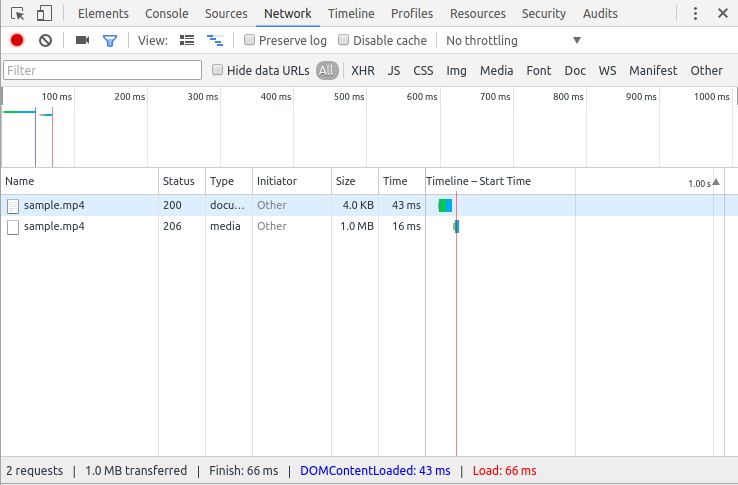 Elements Console Sources Network Timeline Profiles Resources Security Audits
View: Preserve log Disable cache No throttling
Filter Hide data URLs All XHR JS CSS Img Media Font Doc WS Manifest Other
100 ms 200 ms 300 ms 400 ms 500 ms 600 ms 700 ms 800 ms 900 ms 1000 ms
Name Status Type Initiator Size Time Timeline – Start Time 1.00 s
sample.mp4 200 docu... Other 4.0 KB 43 ms
sample.mp4 206 media Other 1.0 MB 16 ms
2 requests | 1.0 MB transferred | Finish: 66 ms | DOMContentLoaded: 43 ms | Load: 66 ms